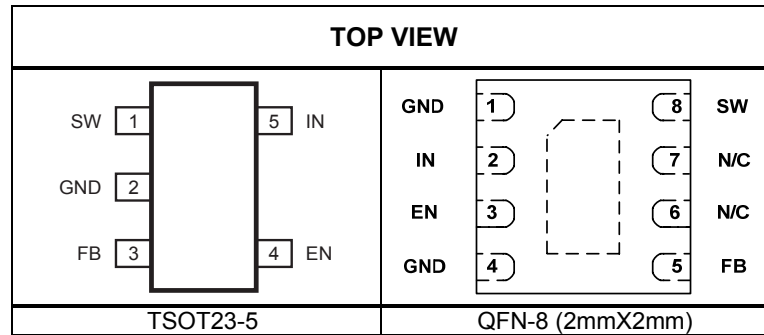 TOP VIEW
SW 1 5 IN
GND 2
FB 3 4 EN
GND 1 8 SW
IN 2 7 N/C
EN 3 6 N/C
GND 4 5 FB
TSOT23-5
QFN-8 (2mmX2mm)